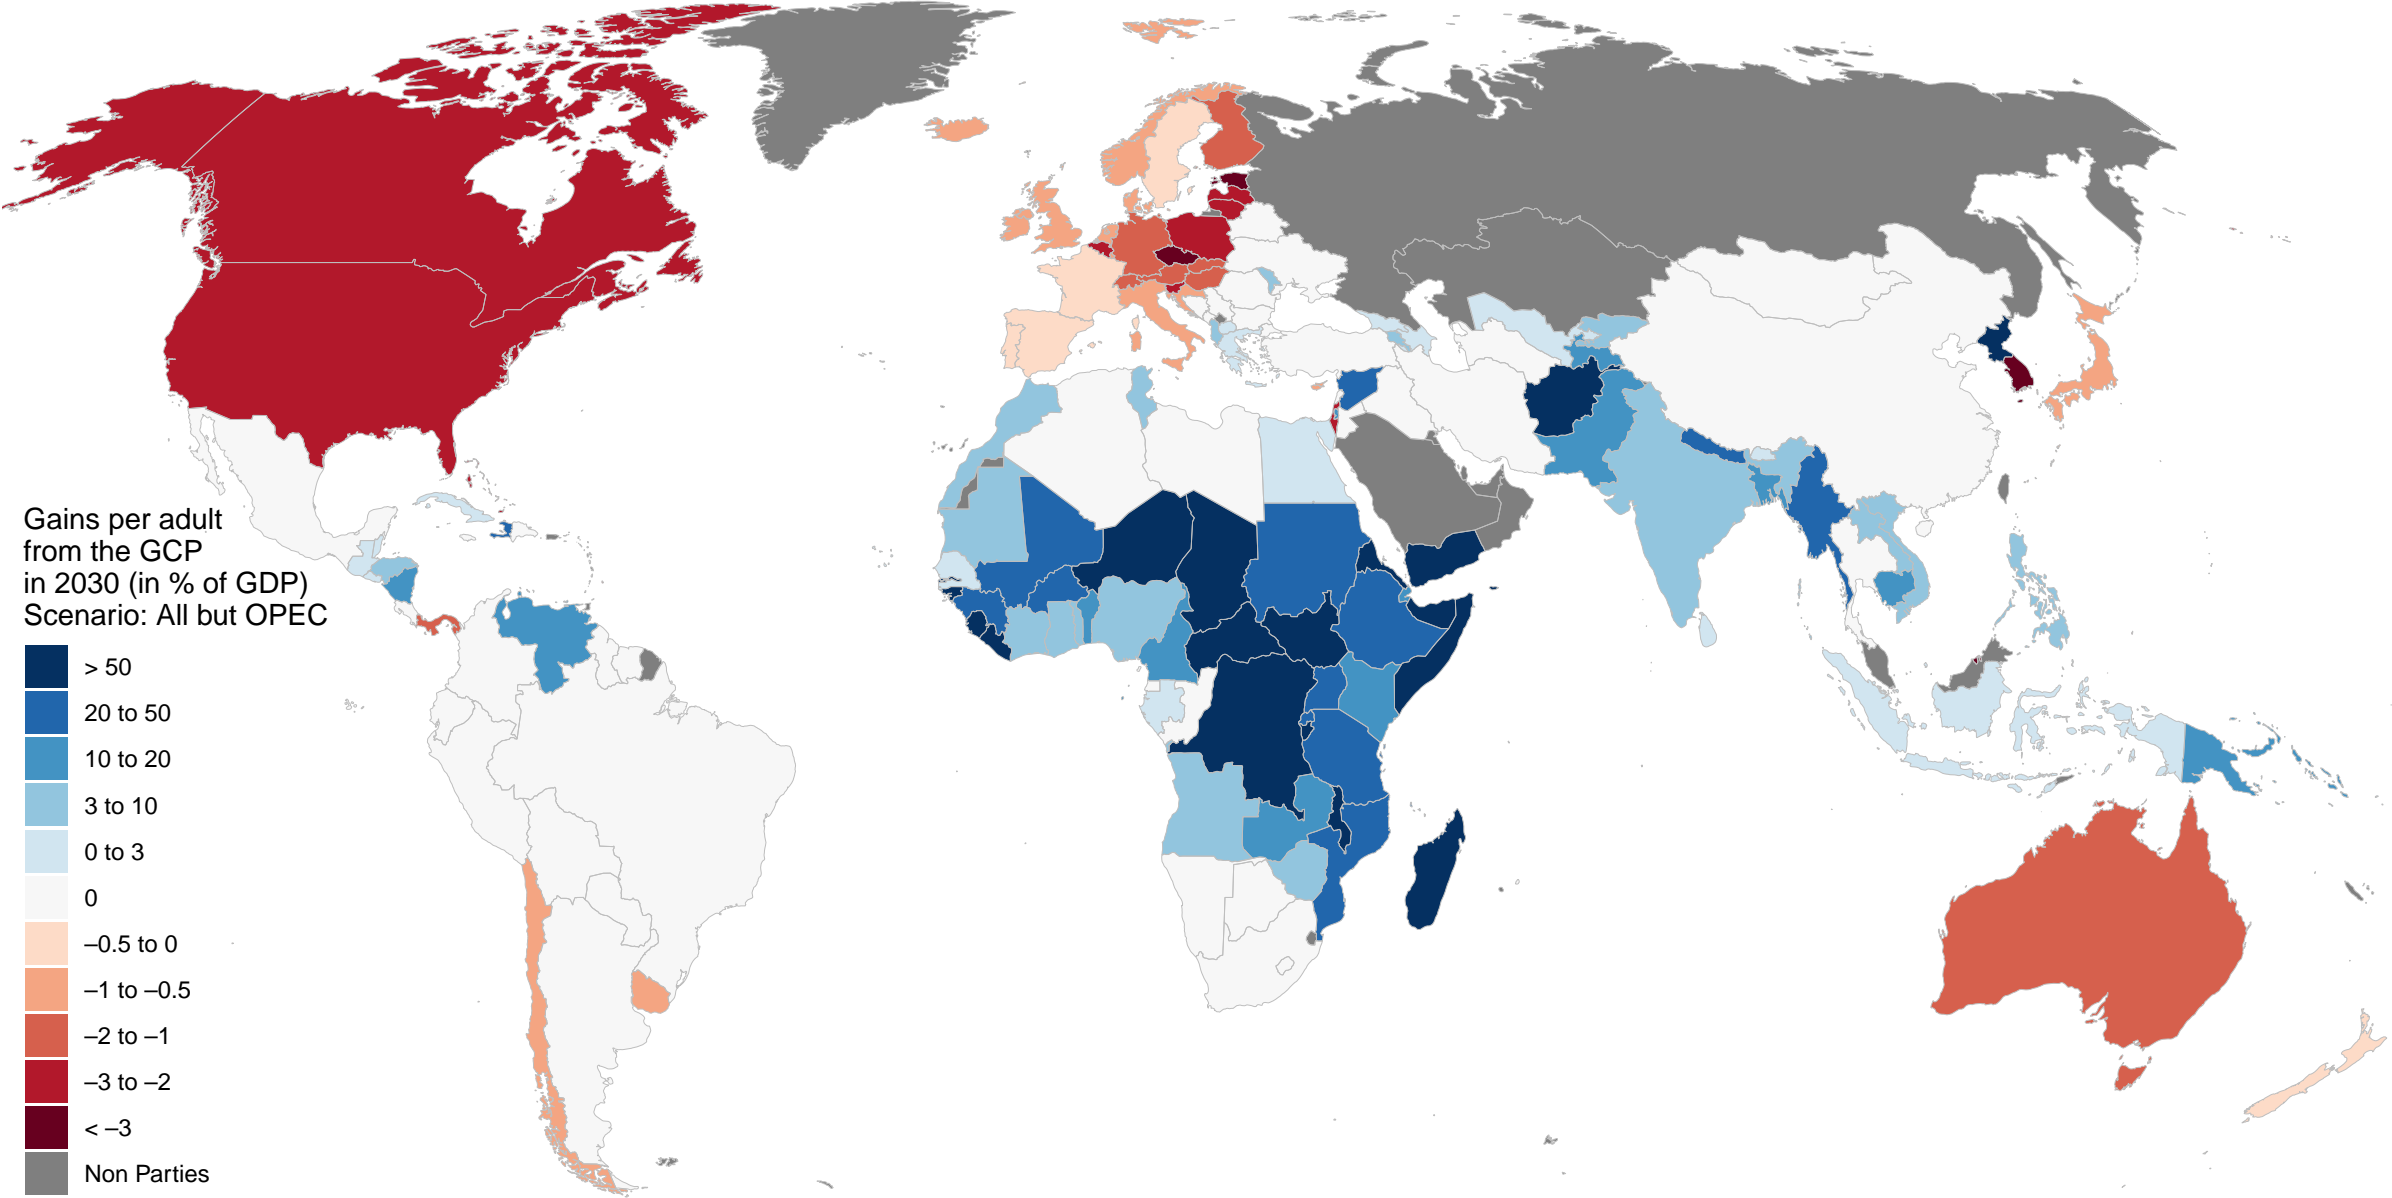 Gains per adult
from the GCP
in 2030 (in % of GDP)
Scenario: All but OPEC
> 50
20 to 50
10 to 20
3 to 10
0 to 3
0
–0.5 to 0
–1 to –0.5
–2 to –1
–3 to –2
< –3
Non Parties